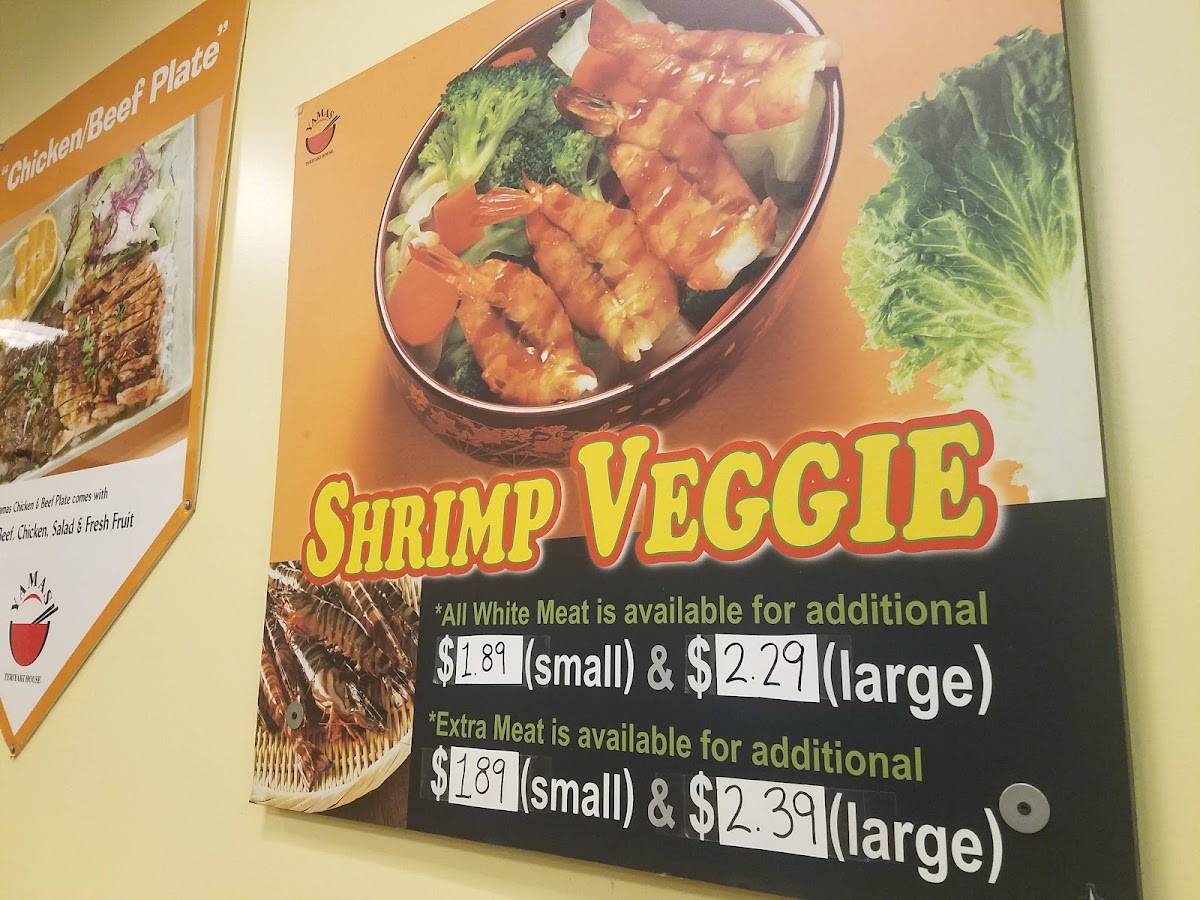 "Chicken/Beef Plate"
Chicken & Beef Plate comes with
Beef, Chicken, Salad & Fresh Fruit
YAMAS
TERIYAKI HOUSE
YAMAS
TERIYAKI HOUSE
SHRIMP VEGGIE
*All White Meat is available for additional
$1.89 (small) & $2.29 (large)
*Extra Meat is available for additional
$1.89 (small) & $2.39 (large)